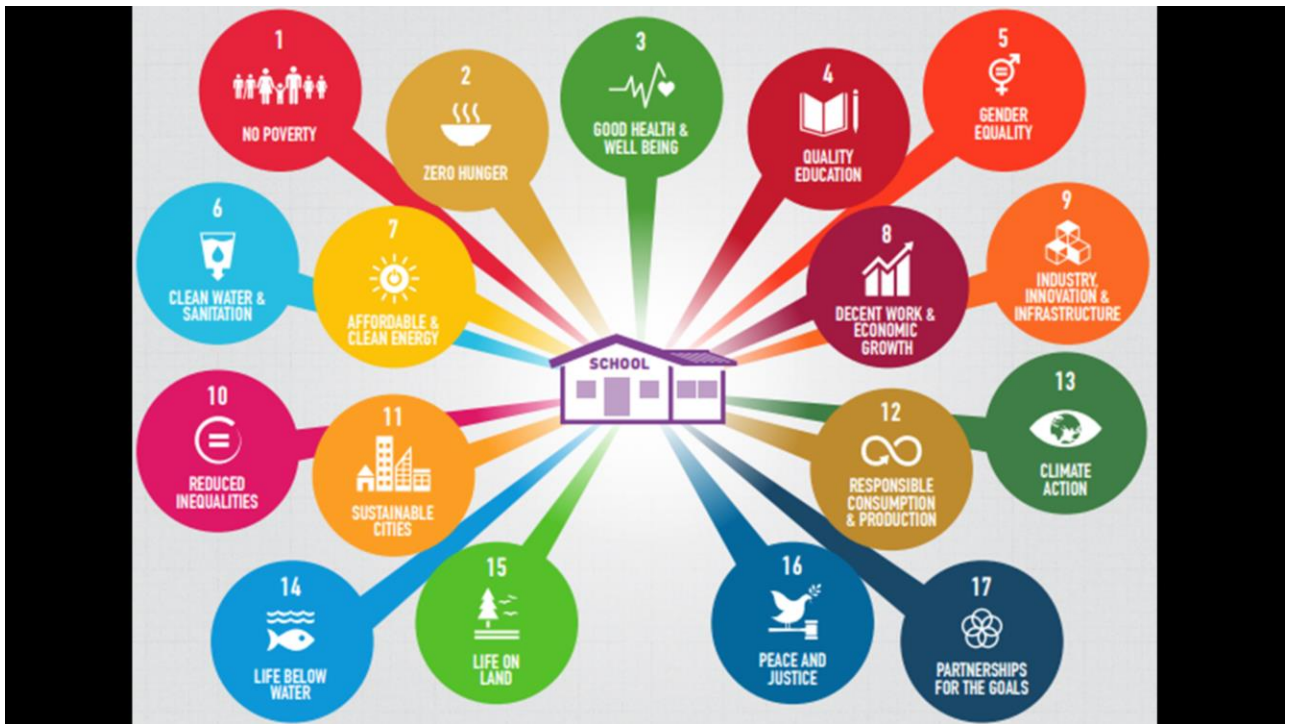 1
NO POVERTY
2
ZERO HUNGER
3
GOOD HEALTH &
WELL BEING
4
QUALITY
EDUCATION
5
GENDER
EQUALITY
6
CLEAN WATER &
SANITATION
7
AFFORDABLE &
CLEAN ENERGY
8
DECENT WORK &
ECONOMIC
GROWTH
9
INDUSTRY,
INNOVATION &
INFRASTRUCTURE
SCHOOL
10
REDUCED
INEQUALITIES
11
SUSTAINABLE
CITIES
12
RESPONSIBLE
CONSUMPTION
& PRODUCTION
13
CLIMATE
ACTION
14
LIFE BELOW
WATER
15
LIFE ON
LAND
16
PEACE AND
JUSTICE
17
PARTNERSHIPS
FOR THE GOALS